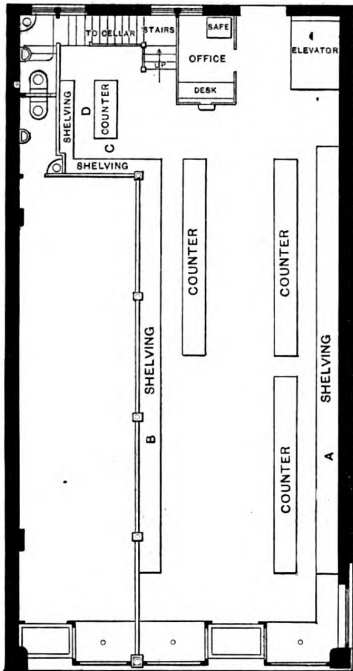 TO CELLAR
STAIRS
UP
SAFE
OFFICE
DESK
ELEVATOR
SHELVING
D
COUNTER
C
SHELVING
COUNTER
COUNTER
SHELVING
B
SHELVING
A
COUNTER